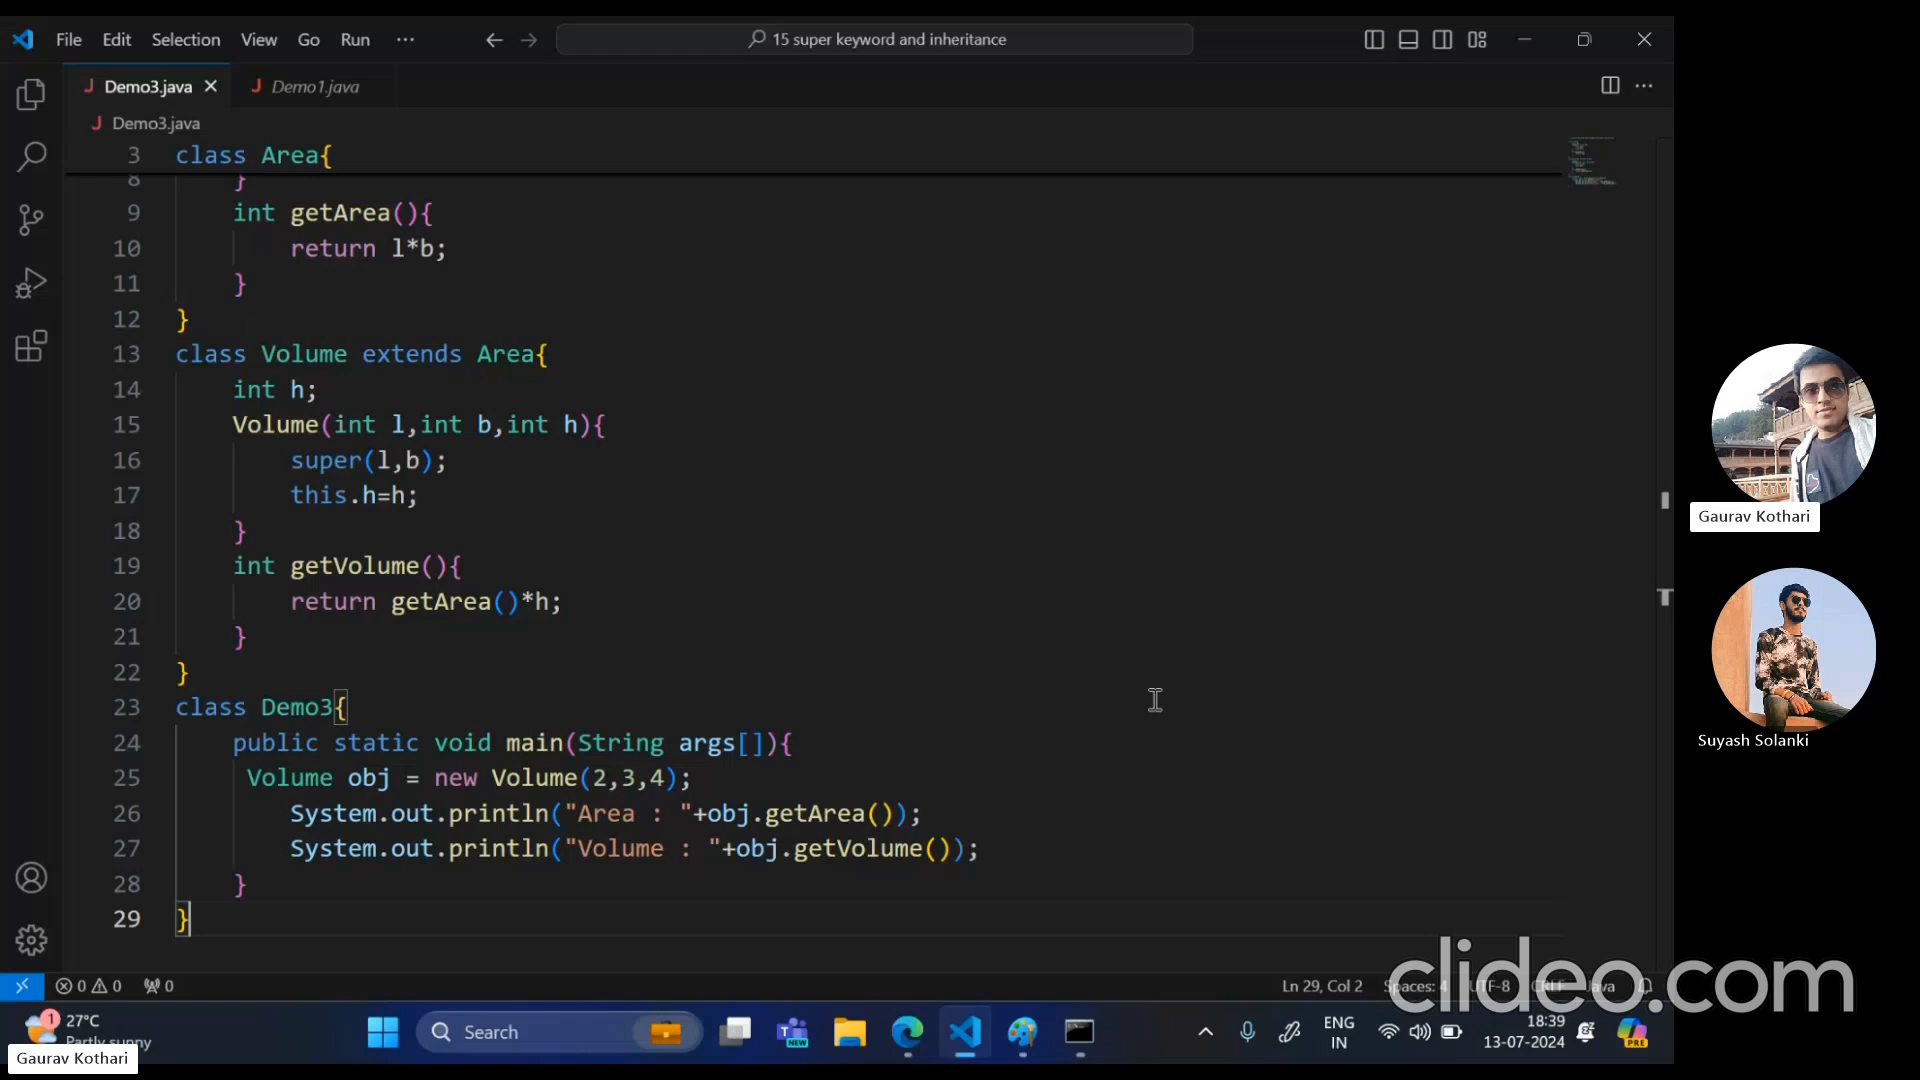 File Edit Selection View Go Run ...
15 super keyword and inheritance
J Demo3.java × J Demo1.java
J Demo3.java
3 class Area{
8 }
9 int getArea(){
10 return l*b;
11 }
12 }
13 class Volume extends Area{
14 int h;
15 Volume(int l,int b,int h){
16 super(l,b);
17 this.h=h;
18 }
19 int getVolume(){
20 return getArea()*h;
21 }
22 }
23 class Demo3{
24 public static void main(String args[]){
25 Volume obj = new Volume(2,3,4);
26 System.out.println("Area : "+obj.getArea());
27 System.out.println("Volume : "+obj.getVolume());
28 }
29 }
0 0 0
Ln 29, Col 2 Spaces: 4 UTF-8 CRLF Java
clideo.com
1
27°C
Partly sunny
Search
NEW
ENG
IN
18:39
13-07-2024
PRE
Gaurav Kothari
Gaurav Kothari
Suyash Solanki